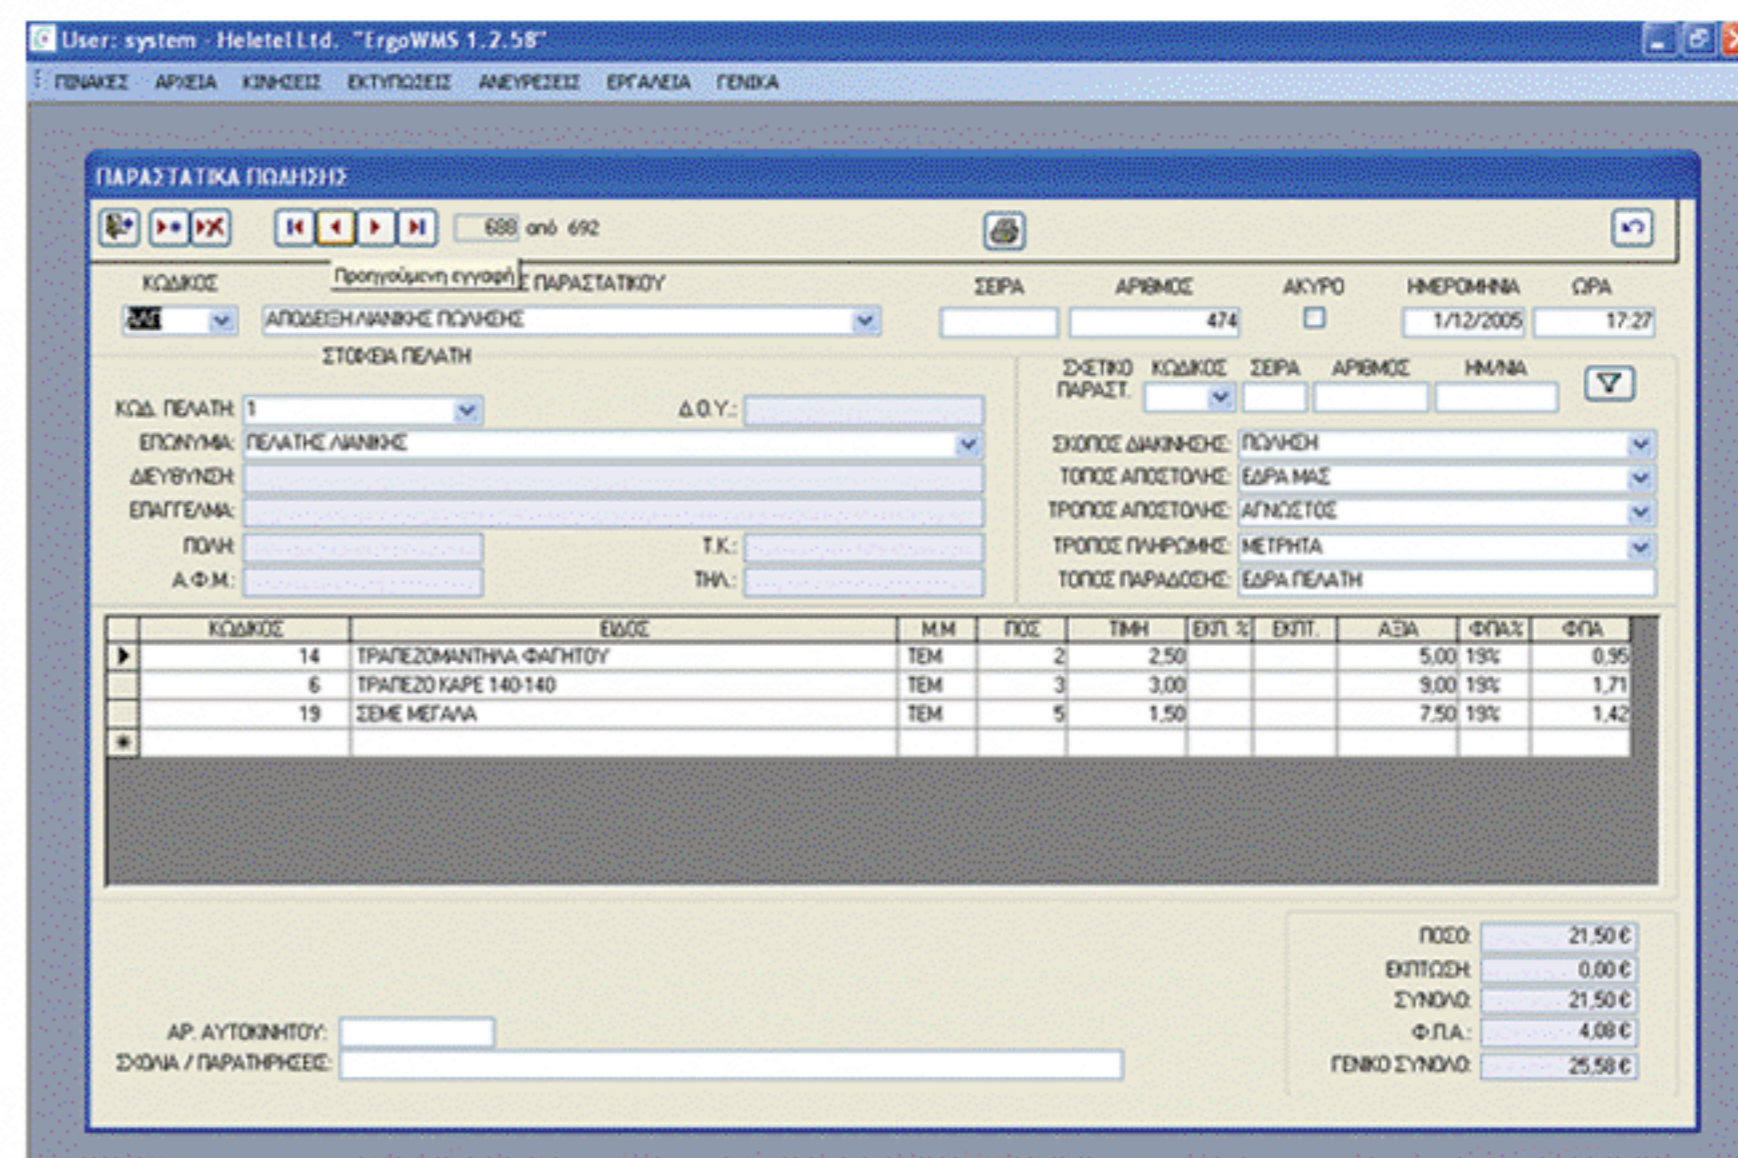 User: system - Heletel Ltd. "ErgoWMS 1.2.58"
ΠΙΝΑΚΕΣ ΑΡΧΕΙΑ ΚΙΝΗΣΕΙΣ ΕΚΤΥΠΩΣΕΙΣ ΑΝΕΥΡΕΣΕΙΣ ΕΡΓΑΛΕΙΑ ΓΕΝΙΚΑ
ΠΑΡΑΣΤΑΤΙΚΑ ΠΩΛΗΣΗΣ
688 από 692
Προηγούμενη εγγραφή
ΚΩΔΙΚΟΣ Σ ΠΑΡΑΣΤΑΤΙΚΟΥ ΣΕΙΡΑ ΑΡΙΘΜΟΣ ΑΚΥΡΟ ΗΜΕΡΟΜΗΝΙΑ ΩΡΑ
ΑΛΠ ΑΠΟΔΕΙΞΗ ΛΙΑΝΙΚΗΣ ΠΩΛΗΣΗΣ 474 1/12/2005 17:27
ΣΤΟΙΧΕΙΑ ΠΕΛΑΤΗ
ΣΧΕΤΙΚΟ ΠΑΡΑΣΤ. ΚΩΔΙΚΟΣ ΣΕΙΡΑ ΑΡΙΘΜΟΣ ΗΜ/ΝΙΑ
ΚΩΔ. ΠΕΛΑΤΗ: 1 Δ.Ο.Υ.:
ΕΠΩΝΥΜΙΑ: ΠΕΛΑΤΗΣ ΛΙΑΝΙΚΗΣ ΣΚΟΠΟΣ ΔΙΑΚΙΝΗΣΗΣ: ΠΩΛΗΣΗ
ΔΙΕΥΘΥΝΣΗ: ΤΟΠΟΣ ΑΠΟΣΤΟΛΗΣ: ΕΔΡΑ ΜΑΣ
ΕΠΑΓΓΕΛΜΑ: ΤΡΟΠΟΣ ΑΠΟΣΤΟΛΗΣ: ΑΓΝΩΣΤΟΣ
ΠΟΛΗ: Τ.Κ.: ΤΡΟΠΟΣ ΠΛΗΡΩΜΗΣ: ΜΕΤΡΗΤΑ
Α.Φ.Μ.: ΤΗΛ.: ΤΟΠΟΣ ΠΑΡΑΔΟΣΗΣ: ΕΔΡΑ ΠΕΛΑΤΗ
ΚΩΔΙΚΟΣ ΕΙΔΟΣ Μ.Μ ΠΟΣ ΤΙΜΗ ΕΚΠ. % ΕΚΠΤ. ΑΞΙΑ ΦΠΑ% ΦΠΑ
14 ΤΡΑΠΕΖΟΜΑΝΤΗΛΑ ΦΑΓΗΤΟΥ ΤΕΜ 2 2,50 5,00 19% 0,95
6 ΤΡΑΠΕΖΟ ΚΑΡΕ 140-140 ΤΕΜ 3 3,00 9,00 19% 1,71
19 ΣΕΜΕ ΜΕΓΑΛΑ ΤΕΜ 5 1,50 7,50 19% 1,42
ΠΟΣΟ: 21,50 €
ΕΚΠΤΩΣΗ: 0,00 €
ΣΥΝΟΛΟ: 21,50 €
ΑΡ. ΑΥΤΟΚΙΝΗΤΟΥ: Φ.Π.Α.: 4,08 €
ΣΧΟΛΙΑ / ΠΑΡΑΤΗΡΗΣΕΙΣ: ΓΕΝΙΚΟ ΣΥΝΟΛΟ: 25,58 €